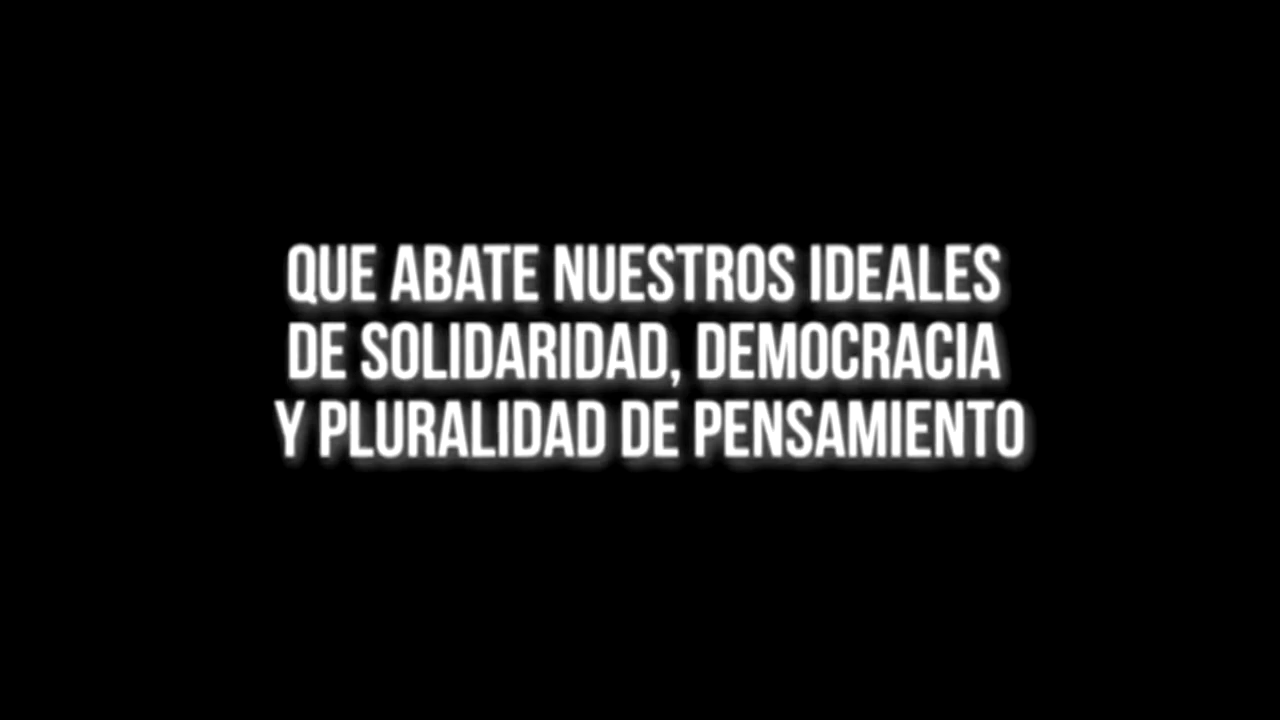 QUE ABATE NUESTROS IDEALES
DE SOLIDARIDAD, DEMOCRACIA
Y PLURALIDAD DE PENSAMIENTO